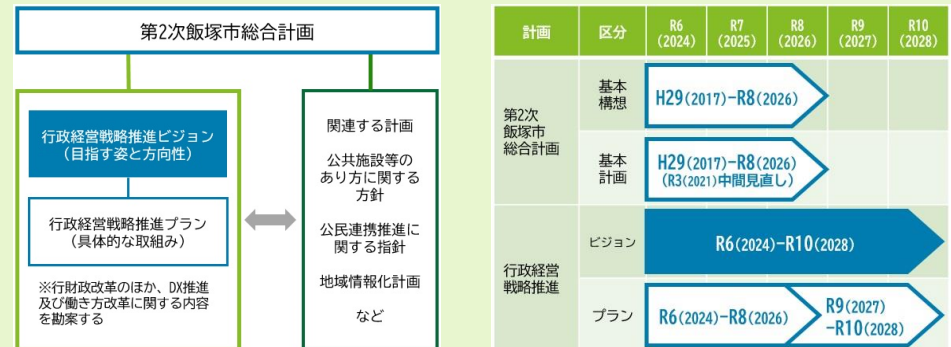 第2次飯塚市総合計画
行政経営戦略推進ビジョン
（目指す姿と方向性）
行政経営戦略推進プラン
（具体的な取組み）
※行財政改革のほか、DX推進
及び働き方改革に関する内容
を勘案する
関連する計画
公共施設等の
あり方に関する
方針
公民連携推進に
関する指針
地域情報化計画
など
計画
区分
R6
(2024)
R7
(2025)
R8
(2026)
R9
(2027)
R10
(2028)
第2次
飯塚市
総合計画
基本
構想
H29(2017)-R8(2026)
基本
計画
H29(2017)-R8(2026)
(R3(2021)中間見直し)
行政経営
戦略推進
ビジョン
R6(2024)-R10(2028)
プラン
R6(2024)-R8(2026)
R9(2027)
-R10(2028)